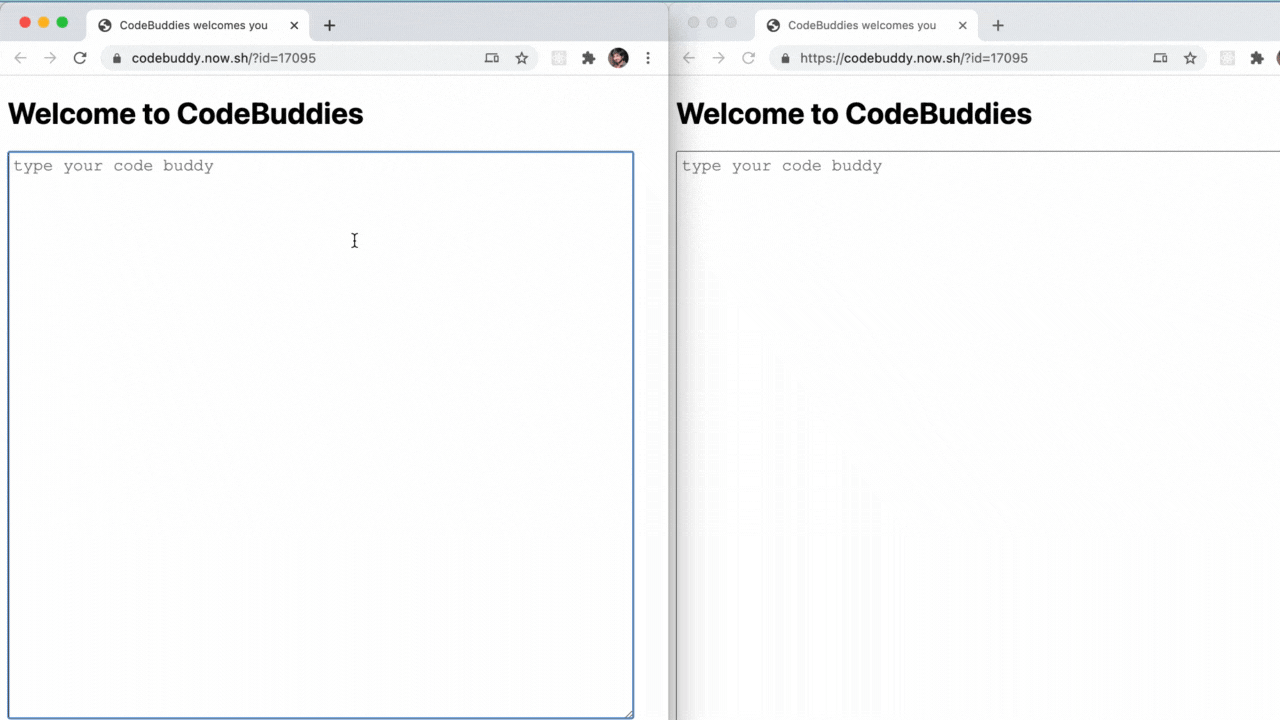 CodeBuddies welcomes you
codebuddy.now.sh/?id=17095
Welcome to CodeBuddies
type your code buddy
CodeBuddies welcomes you
https://codebuddy.now.sh/?id=17095
Welcome to CodeBuddies
type your code buddy